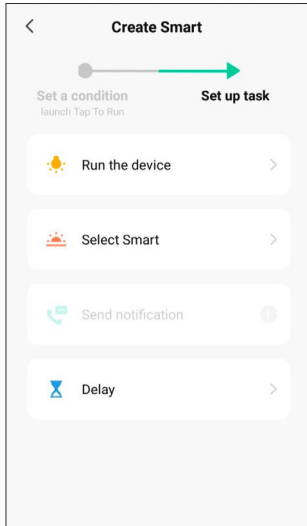 Create Smart
Set a condition
launch Tap To Run
Set up task
Run the device
Select Smart
Send notification
Delay